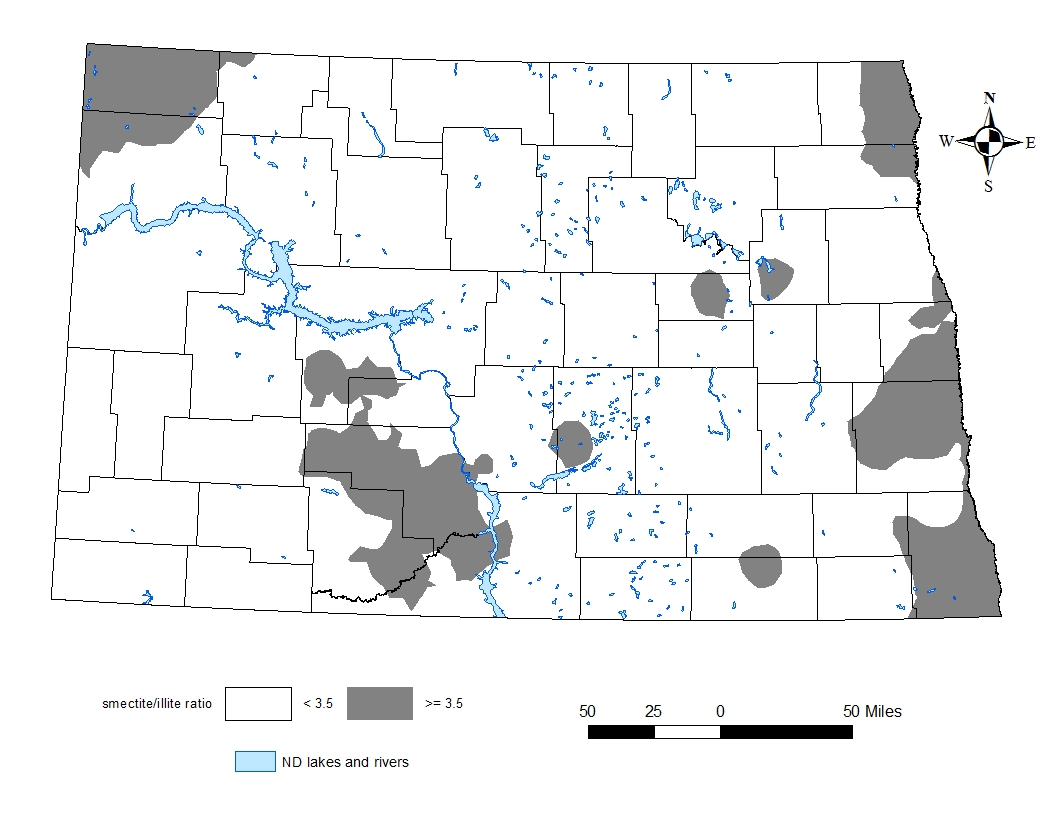 N
W E
S
smectite/illite ratio < 3.5 >= 3.5
ND lakes and rivers
50 25 0 50 Miles